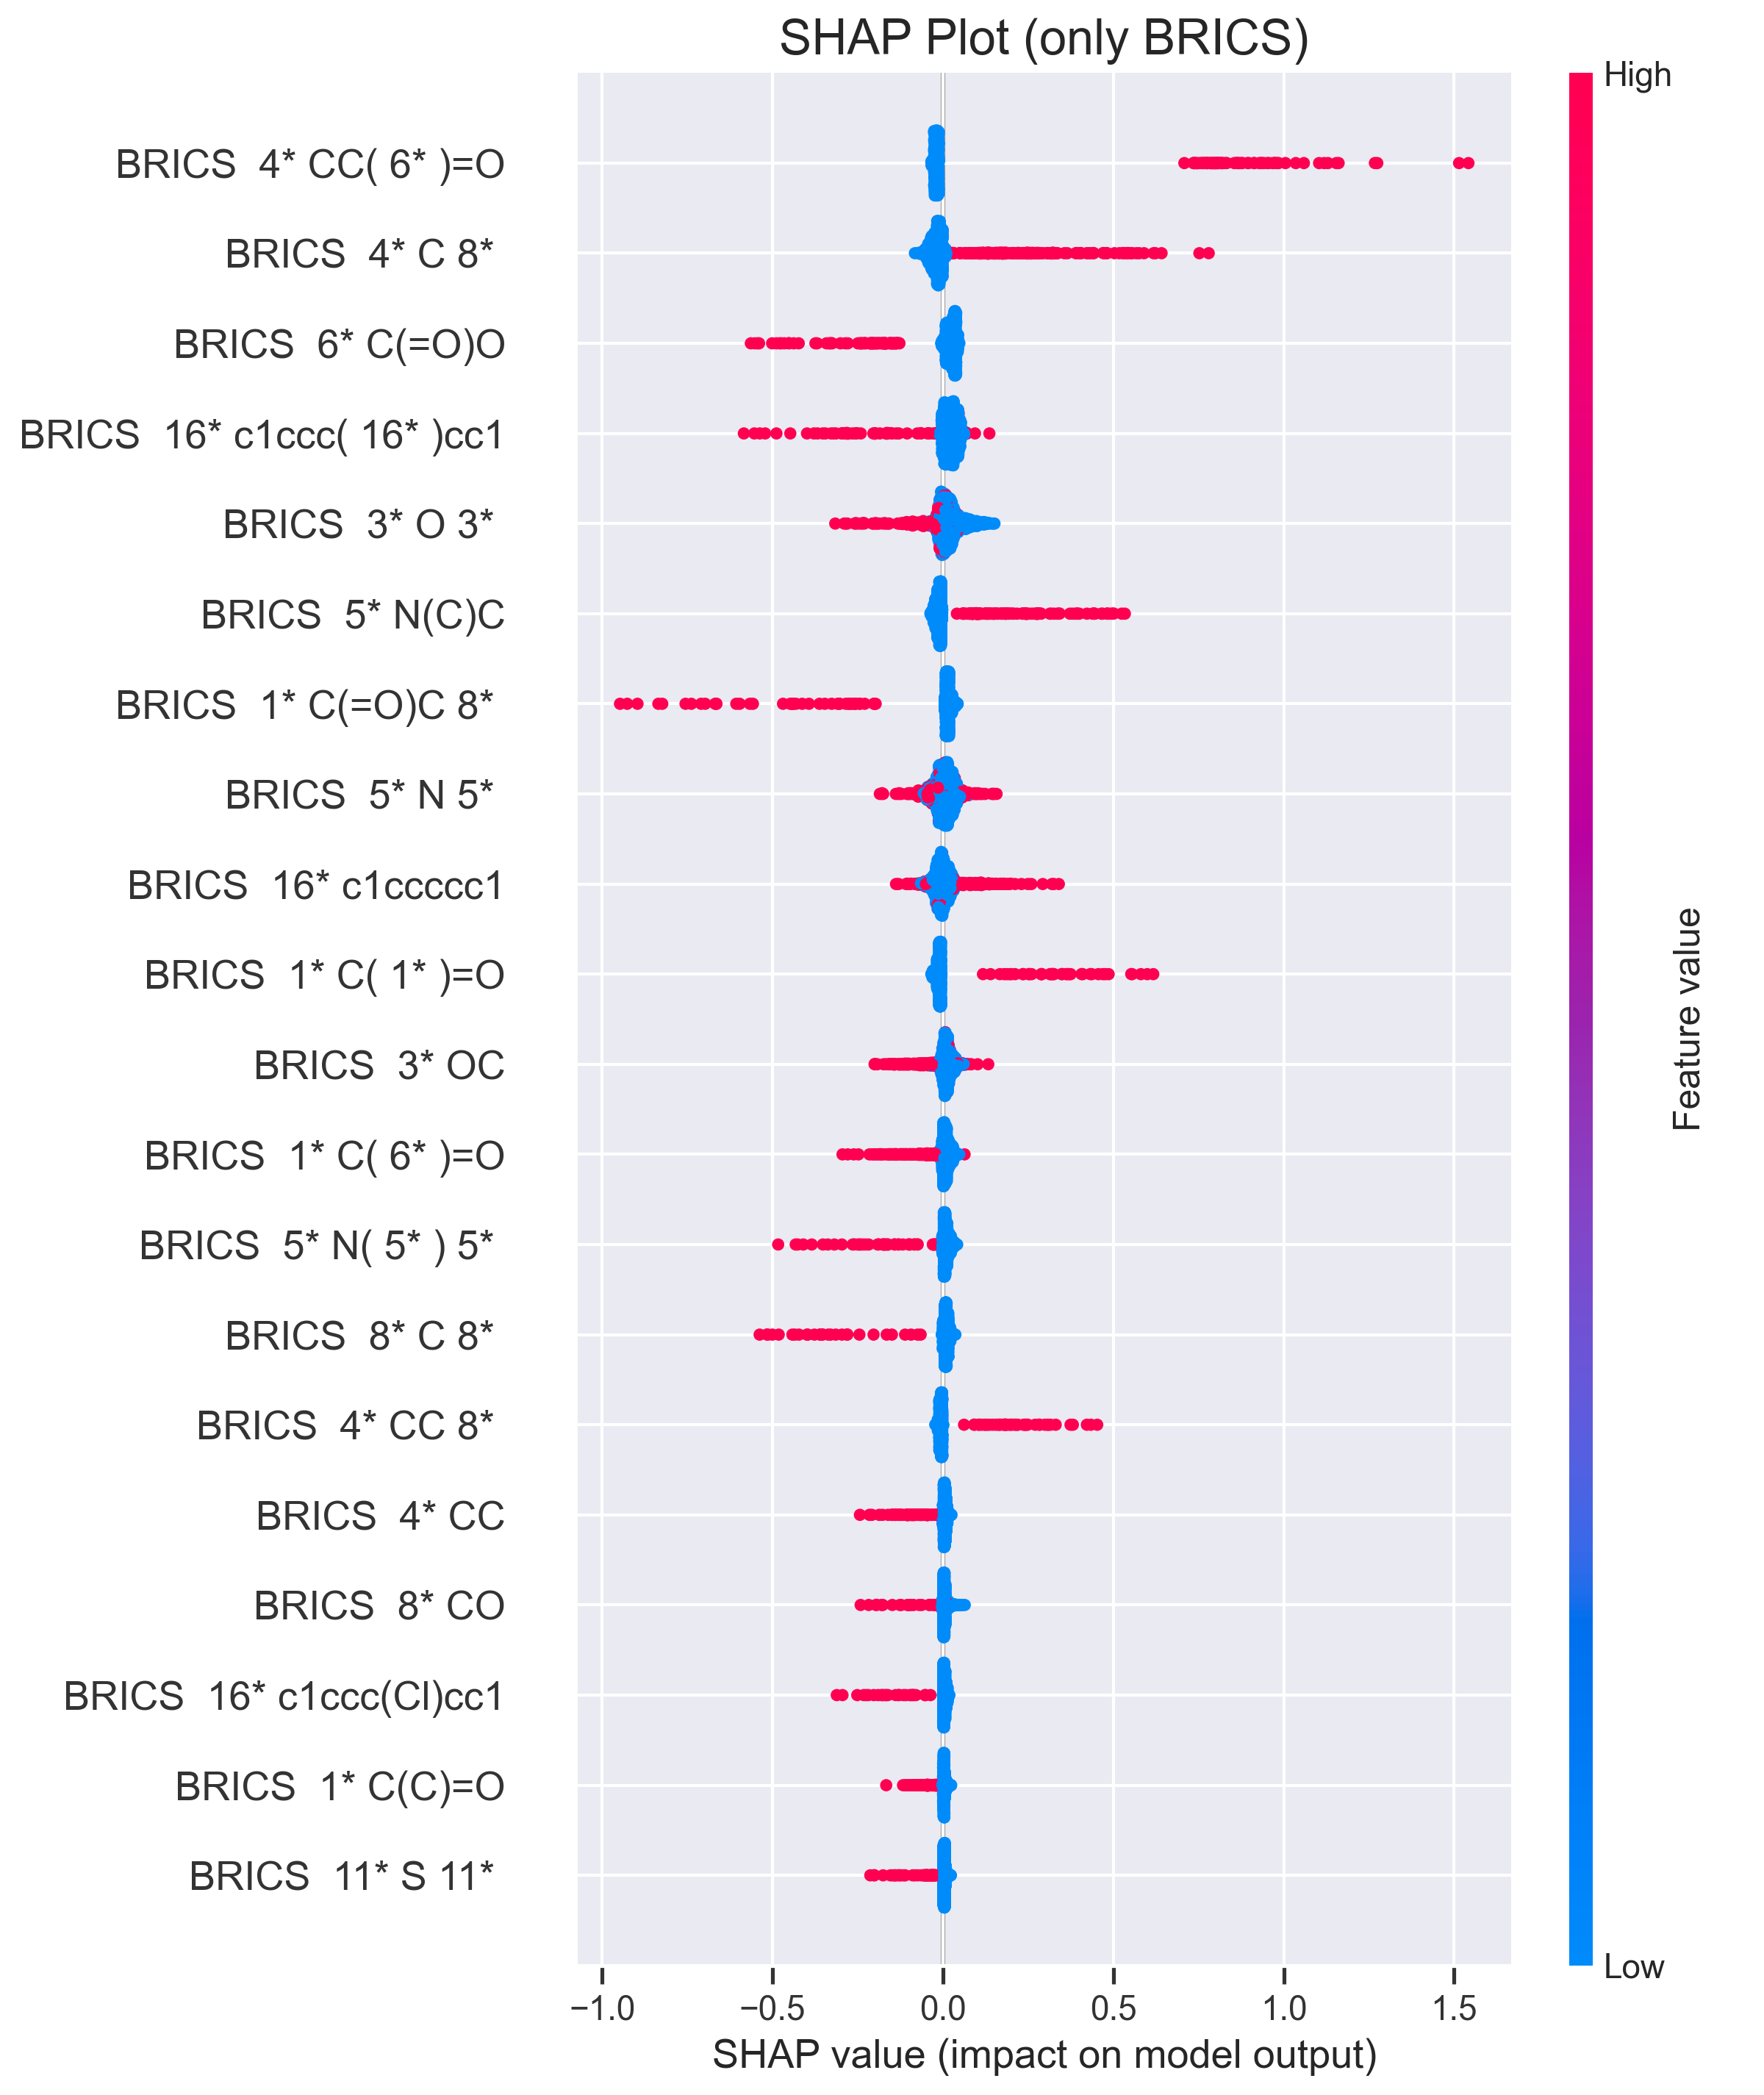 SHAP Plot (only BRICS)
High
BRICS  4* CC( 6* )=O
BRICS  4* C 8*
BRICS  6* C(=O)O
BRICS  16* c1ccc( 16* )cc1
BRICS  3* O 3*
BRICS  5* N(C)C
BRICS  1* C(=O)C 8*
BRICS  5* N 5*
BRICS  16* c1ccccc1
BRICS  1* C( 1* )=O
BRICS  3* OC
BRICS  1* C( 6* )=O
BRICS  5* N( 5* ) 5*
BRICS  8* C 8*
BRICS  4* CC 8*
BRICS  4* CC
BRICS  8* CO
BRICS  16* c1ccc(Cl)cc1
BRICS  1* C(C)=O
BRICS  11* S 11*
Feature value
Low
−1.0 −0.5 0.0 0.5 1.0 1.5
SHAP value (impact on model output)